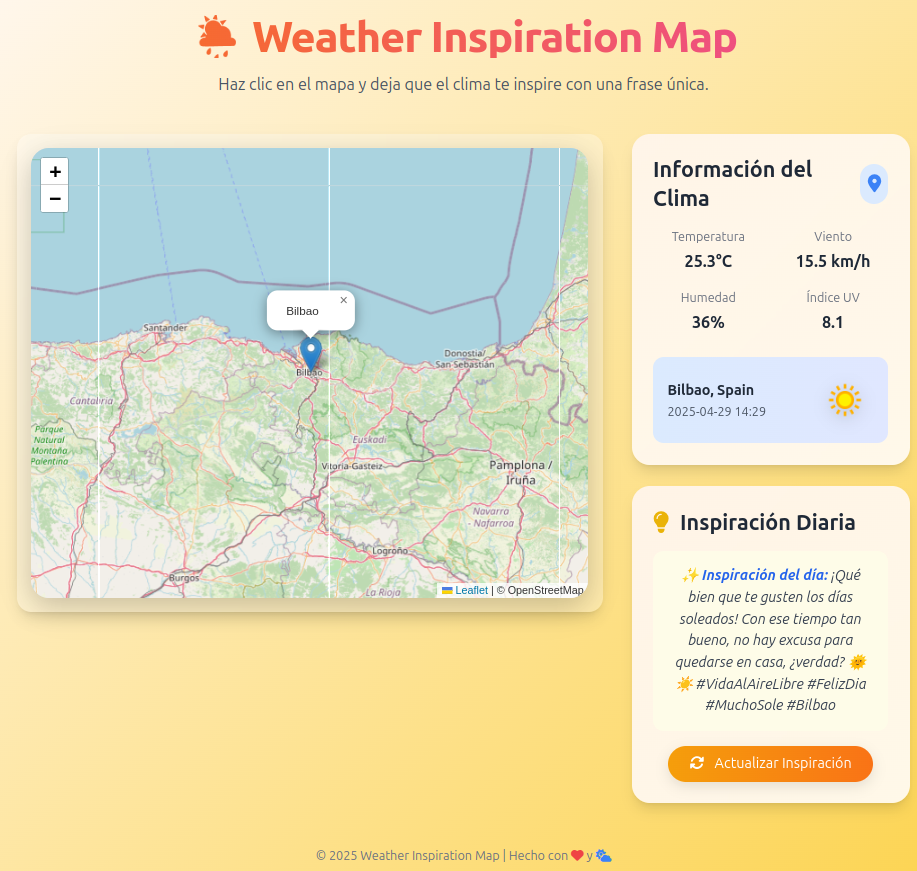 Weather Inspiration Map
Haz clic en el mapa y deja que el clima te inspire con una frase única.
+
−
Bilbao
×
Santander
Bilbao
Donostia/
San-Sebastián
Cantabria
Parque
Natural
Montaña
Palentina
Euskadi
Vitoria-Gasteiz
Pamplona /
Iruña
Navarra
- Nafarroa
Logroño
Burgos
La Rioja
Leaflet | © OpenStreetMap
Información del
Clima
Temperatura
25.3°C
Viento
15.5 km/h
Humedad
36%
Índice UV
8.1
Bilbao, Spain
2025-04-29 14:29
Inspiración Diaria
✨ Inspiración del día: ¡Qué
bien que te gusten los días
soleados! Con ese tiempo tan
bueno, no hay excusa para
quedarse en casa, ¿verdad? 🌞
☀️ #VidaAlAireLibre #FelizDia
#MuchoSole #Bilbao
Actualizar Inspiración
© 2025 Weather Inspiration Map | Hecho con ❤ y